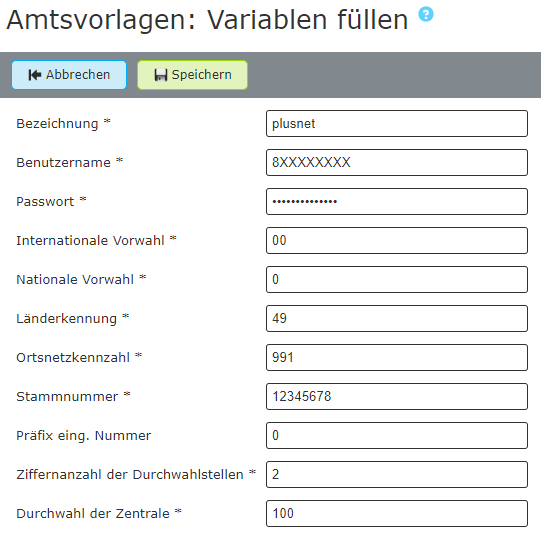 Amtsvorlagen: Variablen füllen ?
Abbrechen Speichern
Bezeichnung * plusnet
Benutzername * 8XXXXXXXX
Passwort * ••••••••••••••
Internationale Vorwahl * 00
Nationale Vorwahl * 0
Länderkennung * 49
Ortsnetzkennzahl * 991
Stammnummer * 12345678
Präfix eing. Nummer 0
Ziffernanzahl der Durchwahlstellen * 2
Durchwahl der Zentrale * 100